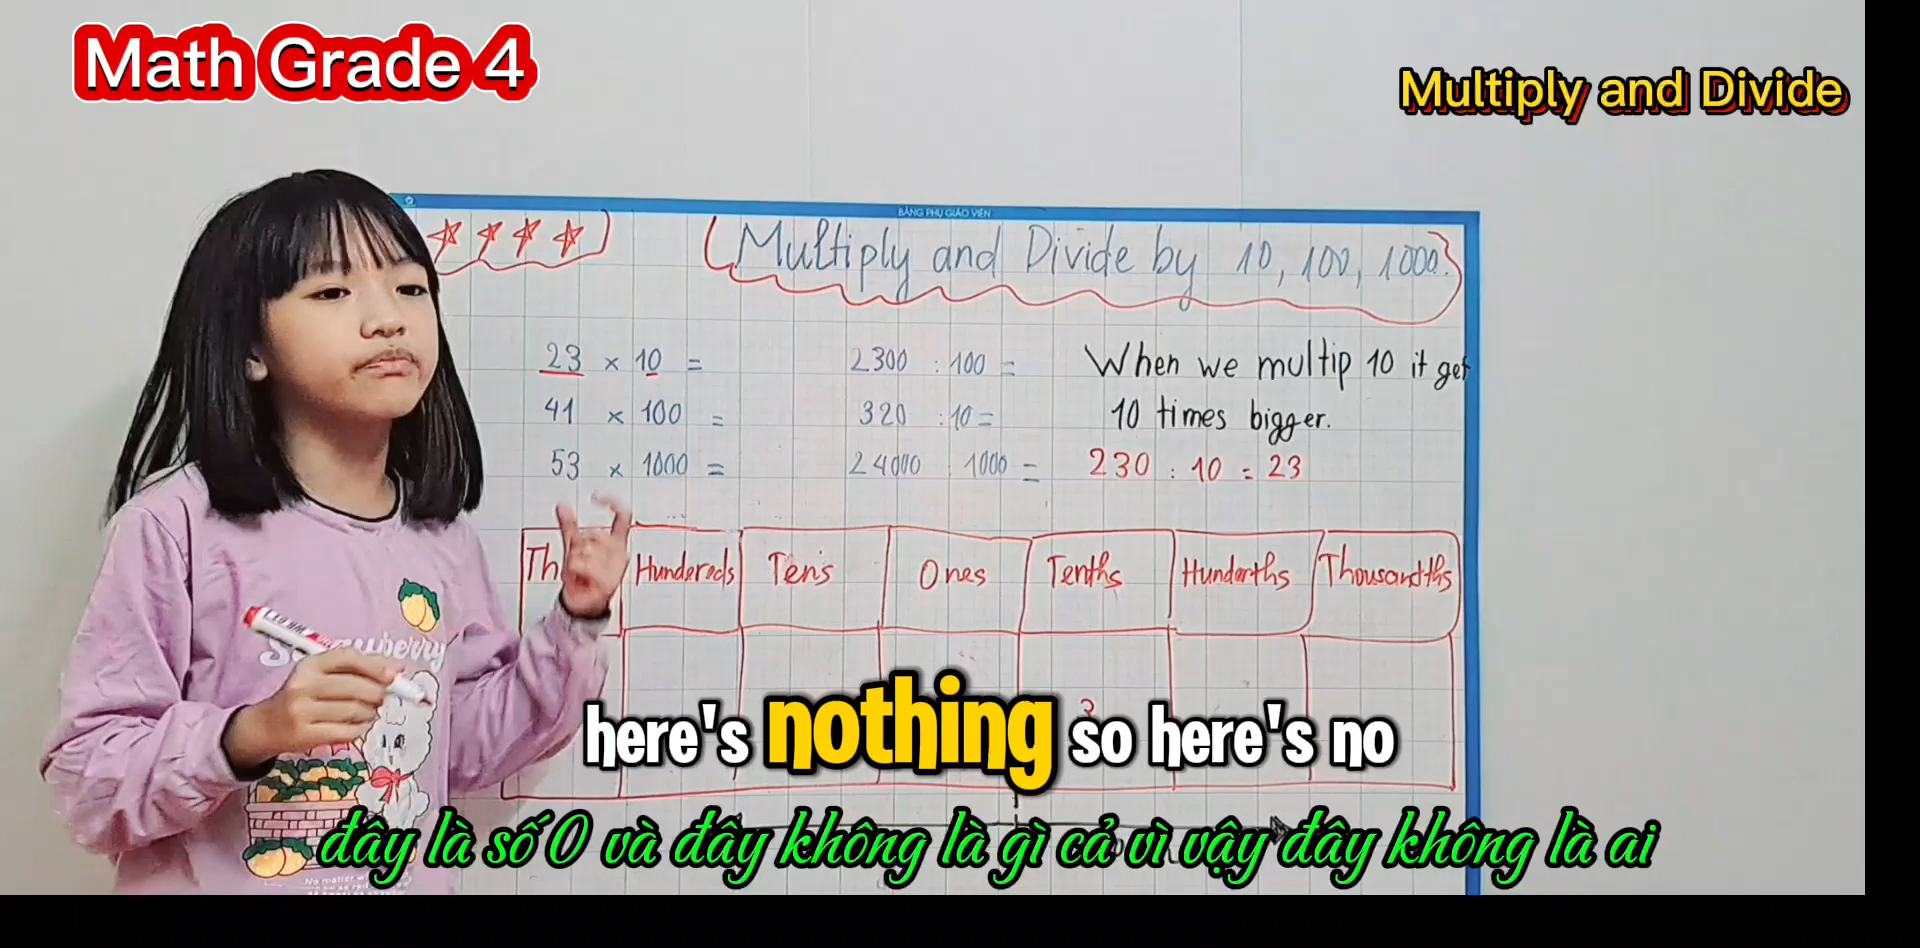 Math Grade 4
Multiply and Divide
BẢNG PHỤ GIÁO VIÊN
Multiply and Divide by 10, 100, 1000.
23 × 10 =
2300 : 100 =
When we multip 10 it get
41 × 100 =
320 : 10 =
10 times bigger.
53 × 1000 =
24000 : 1000 =
230 : 10 = 23
Th
Hundereds
Ten's
Ones
Tenths
Hunderths
Thousandths
here's nothing so here's no
đây là số 0 và đây không là gì cả vì vậy đây không là ai